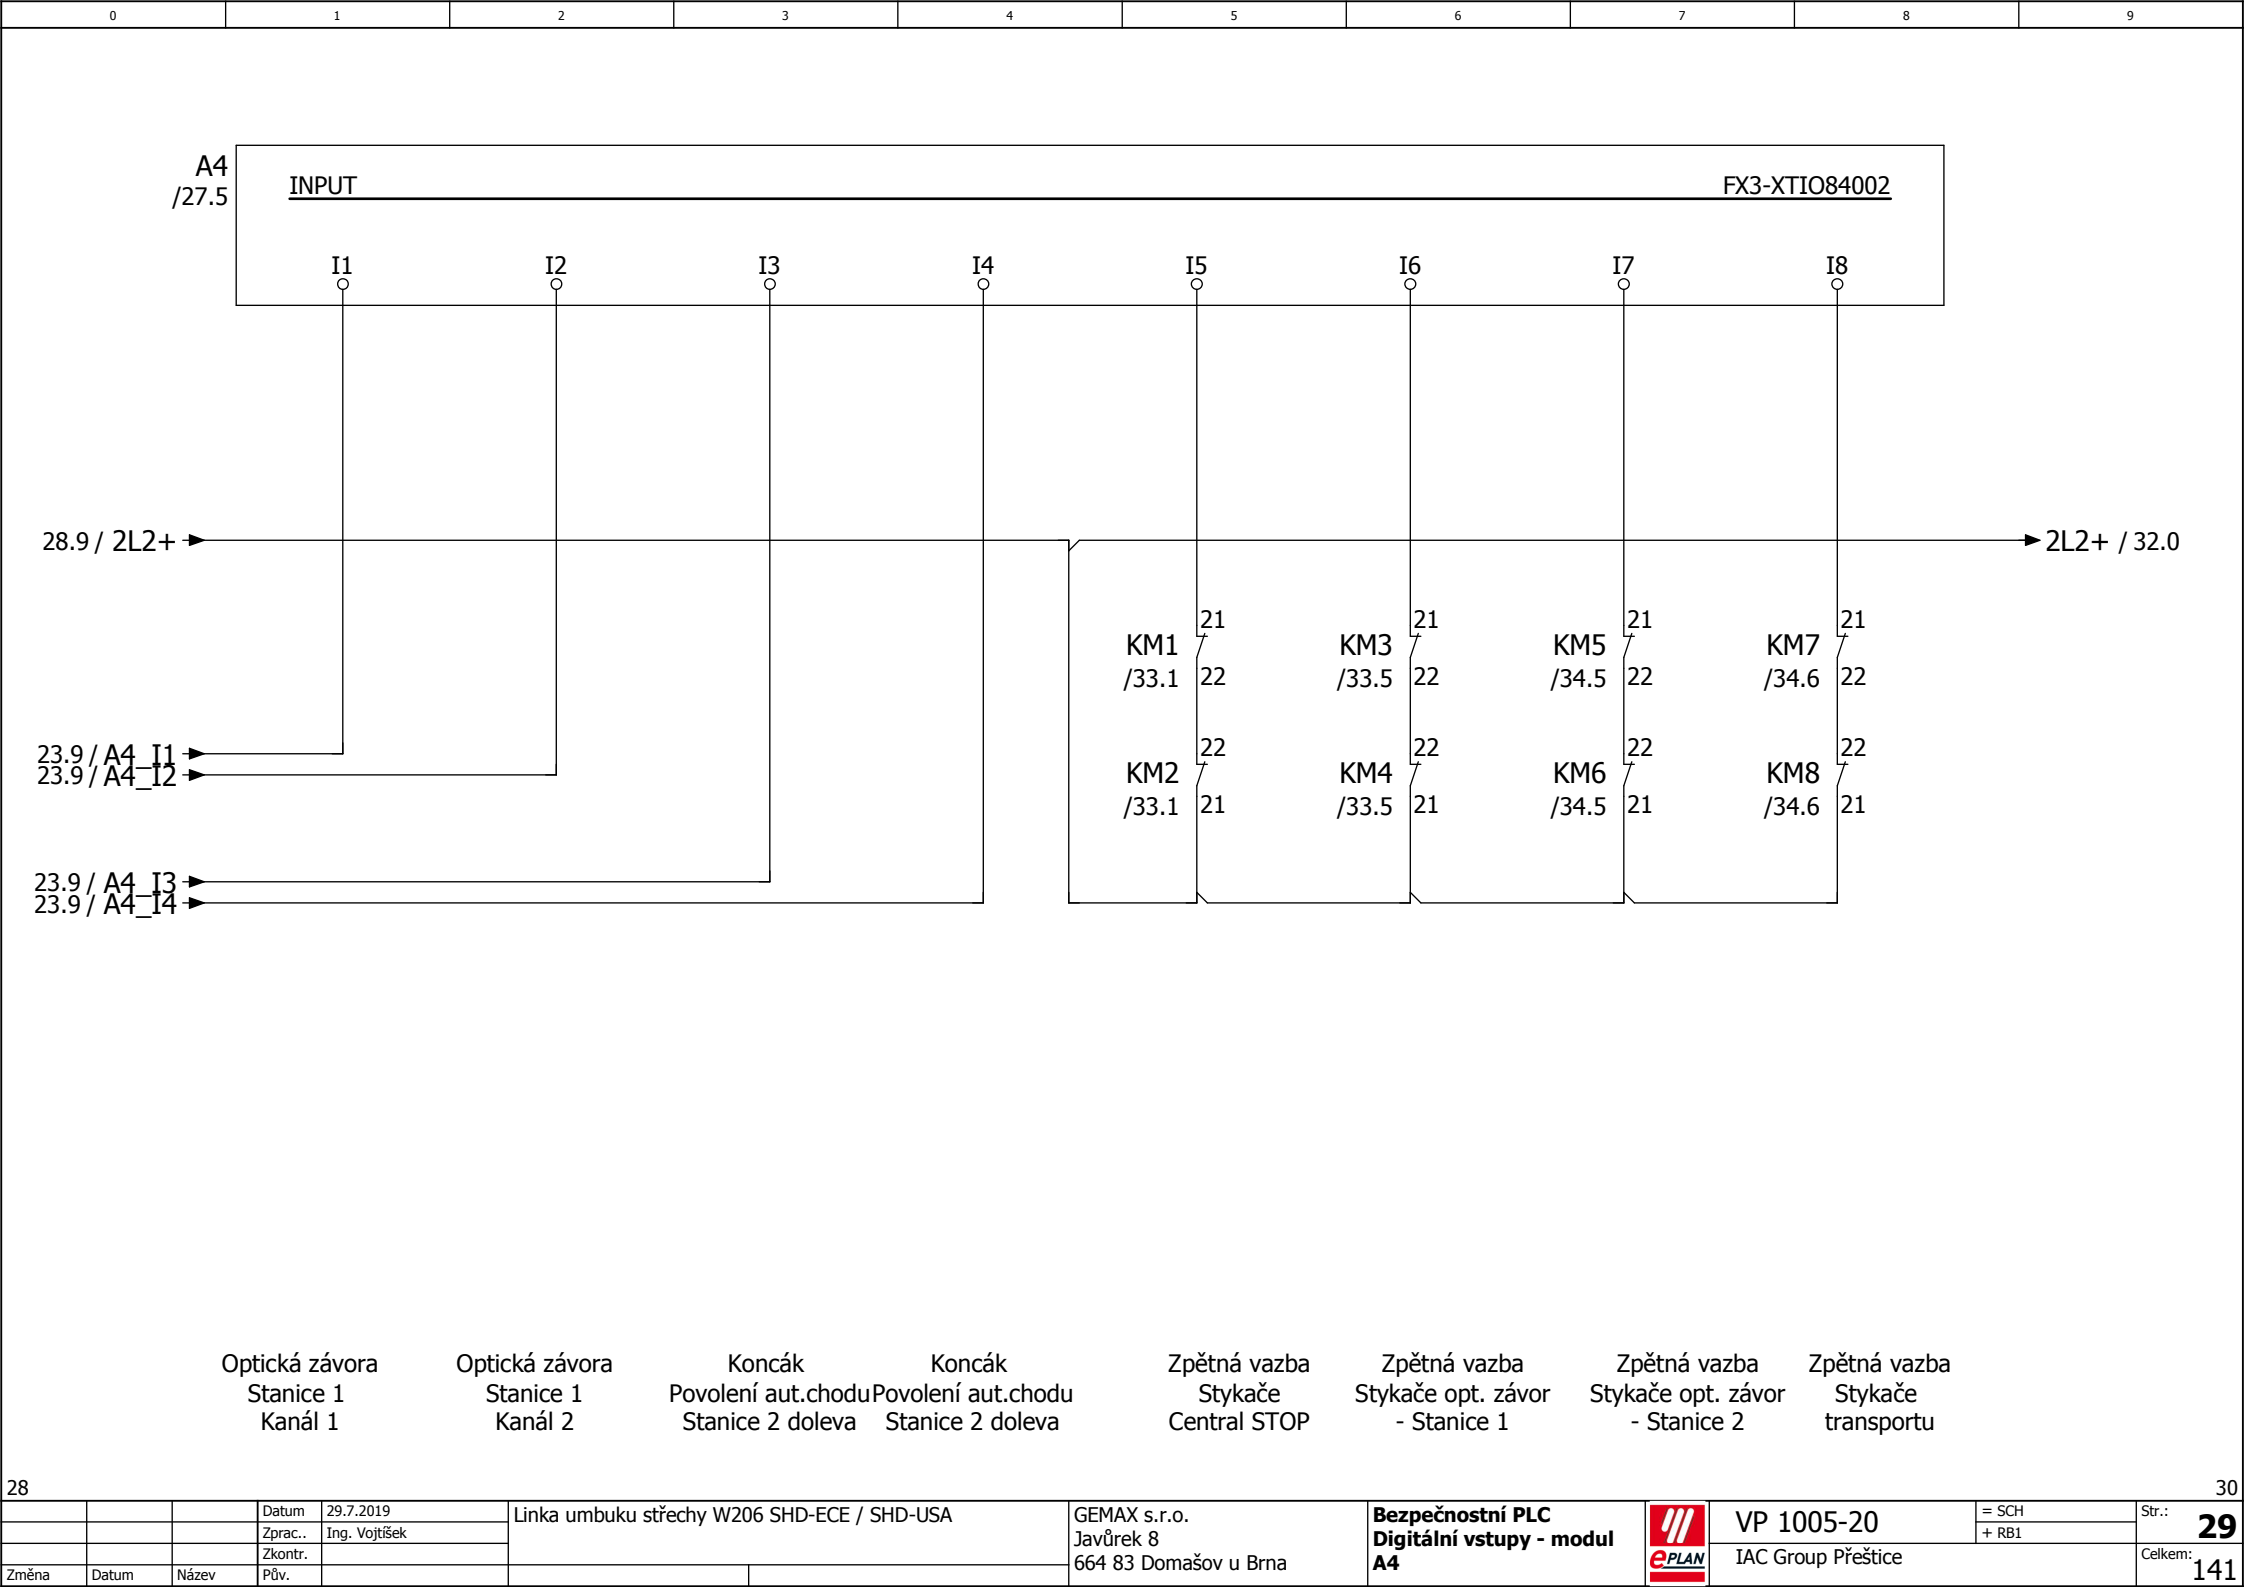 0 1 2 3 4 5 6 7 8 9
A4
/27.5
INPUT FX3-XTIO84002
I1 I2 I3 I4 I5 I6 I7 I8
28.9 / 2L2+ 2L2+ / 32.0
21 21 21 21
KM1 KM3 KM5 KM7
/33.1 22 /33.5 22 /34.5 22 /34.6 22
23.9 / A4_I1
23.9 / A4_I2
22 22 22 22
KM2 KM4 KM6 KM8
/33.1 21 /33.5 21 /34.5 21 /34.6 21
23.9 / A4_I3
23.9 / A4_I4
Optická závora
Stanice 1
Kanál 1
Optická závora
Stanice 1
Kanál 2
Koncák
Povolení aut.chodu
Stanice 2 doleva
Koncák
Povolení aut.chodu
Stanice 2 doleva
Zpětná vazba
Stykače
Central STOP
Zpětná vazba
Stykače opt. závor
- Stanice 1
Zpětná vazba
Stykače opt. závor
- Stanice 2
Zpětná vazba
Stykače
transportu
28 30
Datum 29.7.2019
Zprac.. Ing. Vojtíšek
Zkontr.
Změna Datum Název Pův.
Linka umbuku střechy W206 SHD-ECE / SHD-USA
GEMAX s.r.o.
Javůrek 8
664 83 Domašov u Brna
Bezpečnostní PLC
Digitální vstupy - modul
A4
ePLAN
VP 1005-20
IAC Group Přeštice
= SCH
+ RB1
Str.: 29
Celkem: 141